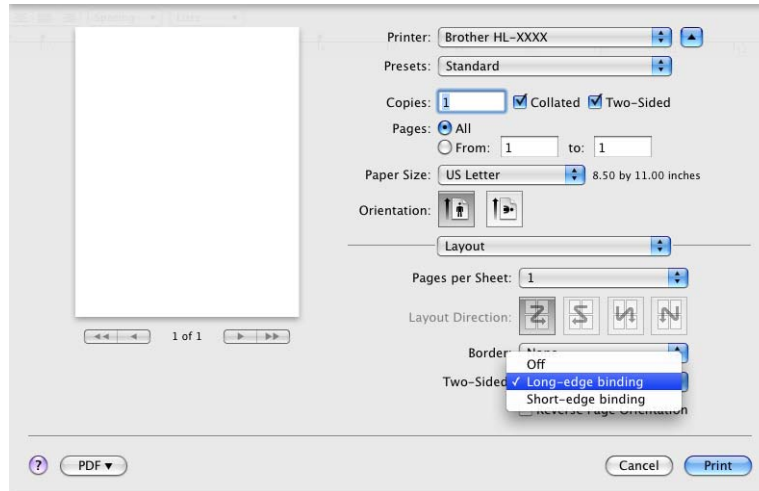 Printer: Brother HL-XXXX
Presets: Standard
Copies: 1 Collated Two-Sided
Pages: All
From: 1 to: 1
Paper Size: US Letter 8.50 by 11.00 inches
Orientation:
Layout
Pages per Sheet: 1
Layout Direction:
1 of 1
Border:
Off
Two-Sided ✓ Long-edge binding
Short-edge binding
Reverse Page Orientation
? PDF ▼ Cancel Print